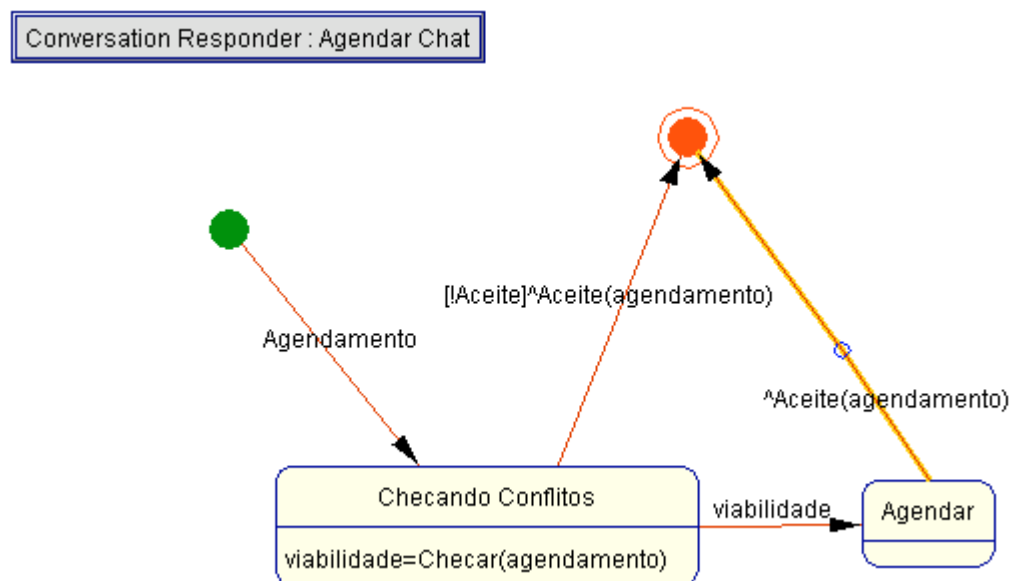 Conversation Responder : Agendar Chat
[!Aceite]^Aceite(agendamento)
Agendamento
^Aceite(agendamento)
Checando Conflitos
viabilidade
Agendar
viabilidade=Checar(agendamento)